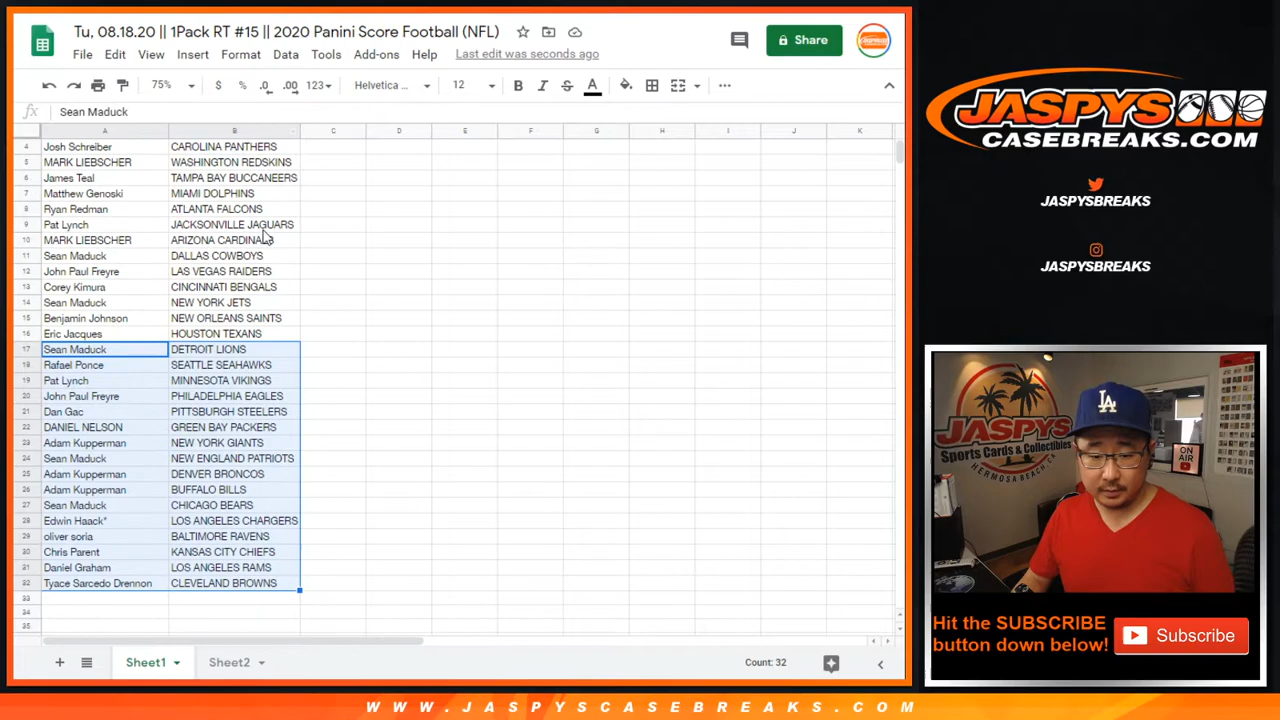 Tu, 08.18.20 || 1Pack RT #15 || 2020 Panini Score Football (NFL)
File Edit View Insert Format Data Tools Add-ons Help Last edit was seconds ago
Share
75% $ % .0 .00 123 Helvetica ... 12 B I S A ...
fx Sean Maduck
A B C D E F G H I J K
4 Josh Schreiber CAROLINA PANTHERS
5 MARK LIEBSCHER WASHINGTON REDSKINS
6 James Teal TAMPA BAY BUCCANEERS
7 Matthew Genoski MIAMI DOLPHINS
8 Ryan Redman ATLANTA FALCONS
9 Pat Lynch JACKSONVILLE JAGUARS
10 MARK LIEBSCHER ARIZONA CARDINALS
11 Sean Maduck DALLAS COWBOYS
12 John Paul Freyre LAS VEGAS RAIDERS
13 Corey Kimura CINCINNATI BENGALS
14 Sean Maduck NEW YORK JETS
15 Benjamin Johnson NEW ORLEANS SAINTS
16 Eric Jacques HOUSTON TEXANS
17 Sean Maduck DETROIT LIONS
18 Rafael Ponce SEATTLE SEAHAWKS
19 Pat Lynch MINNESOTA VIKINGS
20 John Paul Freyre PHILADELPHIA EAGLES
21 Dan Gac PITTSBURGH STEELERS
22 DANIEL NELSON GREEN BAY PACKERS
23 Adam Kupperman NEW YORK GIANTS
24 Sean Maduck NEW ENGLAND PATRIOTS
25 Adam Kupperman DENVER BRONCOS
26 Adam Kupperman BUFFALO BILLS
27 Sean Maduck CHICAGO BEARS
28 Edwin Haack* LOS ANGELES CHARGERS
29 oliver soria BALTIMORE RAVENS
30 Chris Parent KANSAS CITY CHIEFS
31 Daniel Graham LOS ANGELES RAMS
32 Tyace Sarcedo Drennon CLEVELAND BROWNS
33
34
35
Sheet1 Sheet2 Count: 32
JASPYS
CASEBREAKS.COM
JASPYSBREAKS
JASPYSBREAKS
JASPYS
Sports Cards & Collectibles
HERMOSA BEACH, CA
LA
ON
AIR
Hit the SUBSCRIBE
button down below!
Subscribe
WWW.JASPYSCASEBREAKS.COM